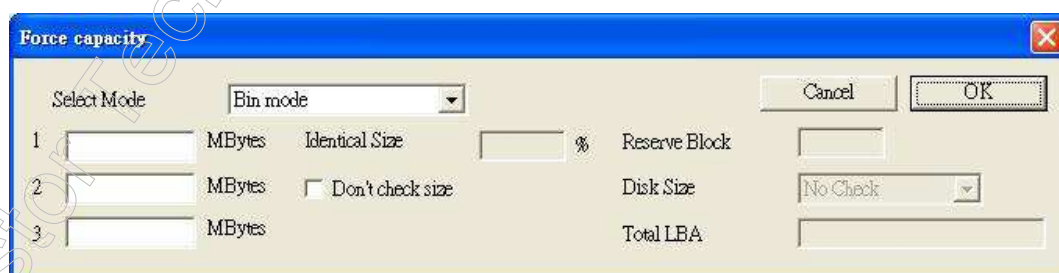 Force capacity
Select Mode Bin mode Cancel OK
1 MBytes Identical Size % Reserve Block
2 MBytes Don't check size Disk Size No Check
3 MBytes Total LBA